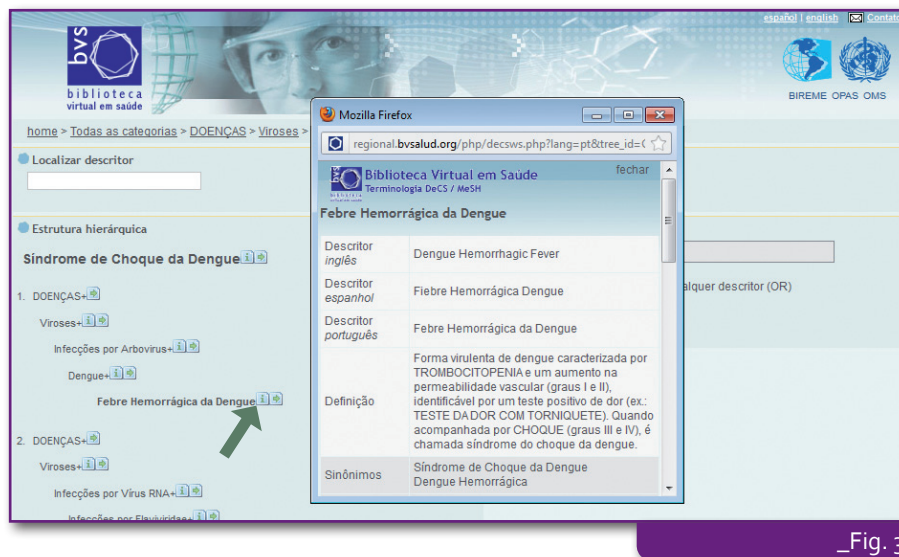 español | english Contato
bvs
biblioteca
virtual em saúde
BIREME OPAS OMS
home > Todas as categorias > DOENÇAS > Viroses >
Localizar descritor
Estrutura hierárquica
Síndrome de Choque da Dengue
1. DOENÇAS+
Viroses+
Infecções por Arbovirus+
Dengue+
Febre Hemorrágica da Dengue
2. DOENÇAS+
Viroses+
Infecções por Vírus RNA+
Infecções por Flaviviridae+
alquer descritor (OR)
Mozilla Firefox
regional.bvsalud.org/php/decsws.php?lang=pt&tree_id=(
bvs
Biblioteca Virtual em Saúde
Terminologia DeCS / MeSH
fechar
Febre Hemorrágica da Dengue
Descritor
inglês
Dengue Hemorrhagic Fever
Descritor
espanhol
Fiebre Hemorrágica Dengue
Descritor
português
Febre Hemorrágica da Dengue
Definição
Forma virulenta de dengue caracterizada por
TROMBOCITOPENIA e um aumento na
permeabilidade vascular (graus I e II),
identificável por um teste positivo de dor (ex.:
TESTE DADOR COM TORNIQUETE). Quando
acompanhada por CHOQUE (graus III e IV), é
chamada síndrome do choque da dengue.
Sinônimos
Síndrome de Choque da Dengue
Dengue Hemorrágica
_Fig. 3